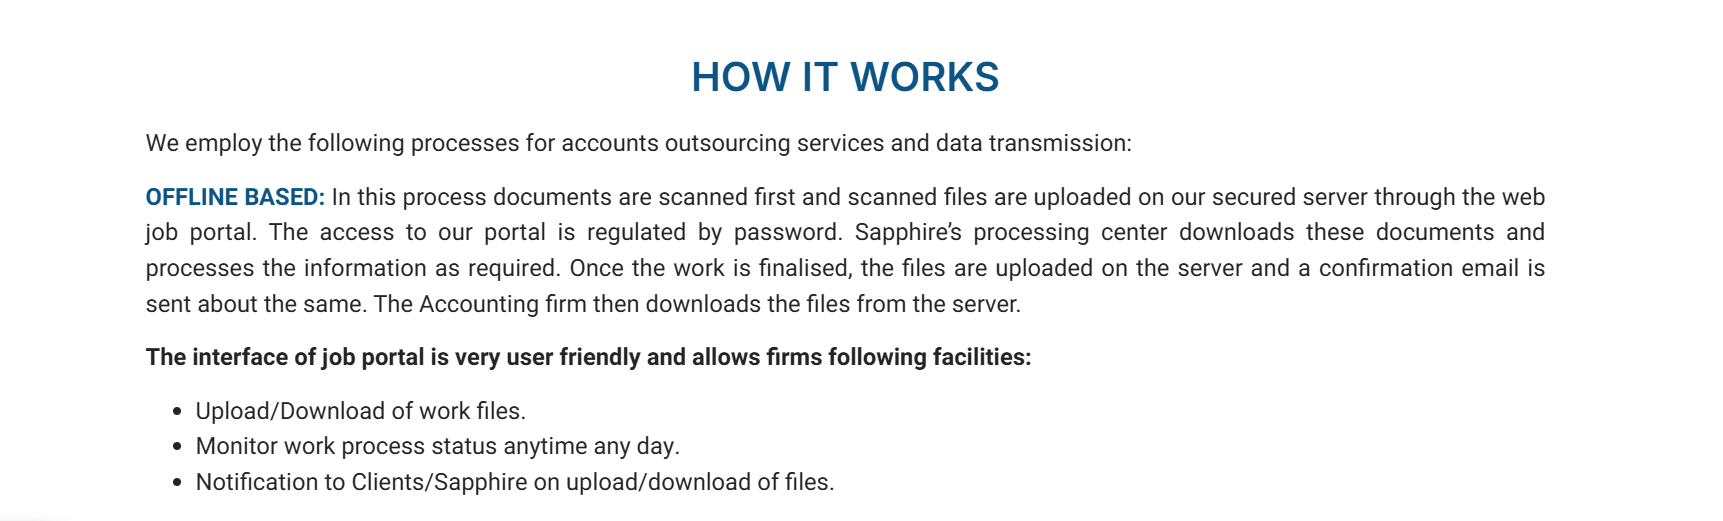 HOW IT WORKS
We employ the following processes for accounts outsourcing services and data transmission:
OFFLINE BASED: In this process documents are scanned first and scanned files are uploaded on our secured server through the web
job portal. The access to our portal is regulated by password. Sapphire’s processing center downloads these documents and
processes the information as required. Once the work is finalised, the files are uploaded on the server and a confirmation email is
sent about the same. The Accounting firm then downloads the files from the server.
The interface of job portal is very user friendly and allows firms following facilities:
• Upload/Download of work files.
• Monitor work process status anytime any day.
• Notification to Clients/Sapphire on upload/download of files.